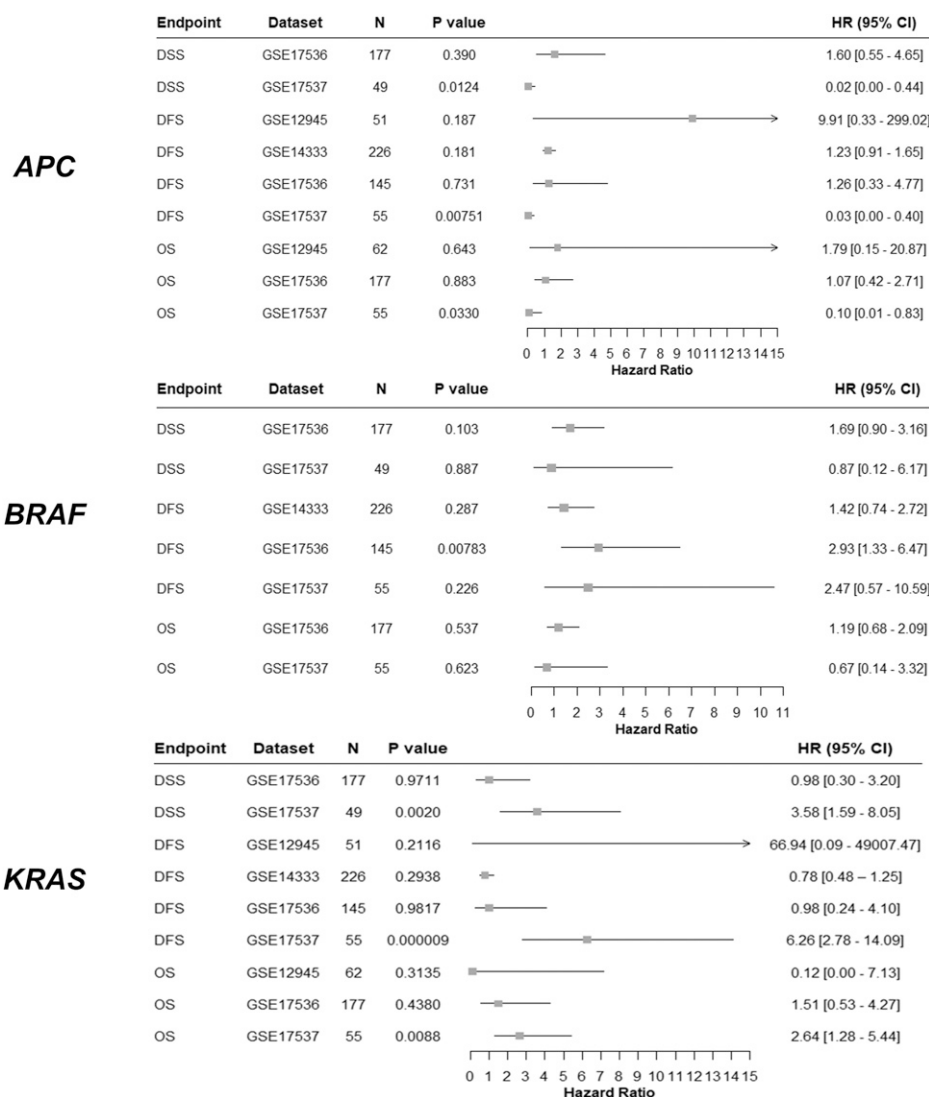 Endpoint Dataset N P value HR (95% CI)
DSS GSE17536 177 0.390 1.60 [0.55 - 4.65]
DSS GSE17537 49 0.0124 0.02 [0.00 - 0.44]
DFS GSE12945 51 0.187 9.91 [0.33 - 299.02]
APC
DFS GSE14333 226 0.181 1.23 [0.91 - 1.65]
DFS GSE17536 145 0.731 1.26 [0.33 - 4.77]
DFS GSE17537 55 0.00751 0.03 [0.00 - 0.40]
OS GSE12945 62 0.643 1.79 [0.15 - 20.87]
OS GSE17536 177 0.883 1.07 [0.42 - 2.71]
OS GSE17537 55 0.0330 0.10 [0.01 - 0.83]
0 1 2 3 4 5 6 7 8 9 10 11 12 13 14 15
Hazard Ratio
Endpoint Dataset N P value HR (95% CI)
DSS GSE17536 177 0.103 1.69 [0.90 - 3.16]
DSS GSE17537 49 0.887 0.87 [0.12 - 6.17]
BRAF
DFS GSE14333 226 0.287 1.42 [0.74 - 2.72]
DFS GSE17536 145 0.00783 2.93 [1.33 - 6.47]
DFS GSE17537 55 0.226 2.47 [0.57 - 10.59]
OS GSE17536 177 0.537 1.19 [0.68 - 2.09]
OS GSE17537 55 0.623 0.67 [0.14 - 3.32]
0 1 2 3 4 5 6 7 8 9 10 11
Hazard Ratio
Endpoint Dataset N P value HR (95% CI)
DSS GSE17536 177 0.9711 0.98 [0.30 - 3.20]
DSS GSE17537 49 0.0020 3.58 [1.59 - 8.05]
DFS GSE12945 51 0.2116 66.94 [0.09 - 49007.47]
KRAS
DFS GSE14333 226 0.2938 0.78 [0.48 – 1.25]
DFS GSE17536 145 0.9817 0.98 [0.24 - 4.10]
DFS GSE17537 55 0.000009 6.26 [2.78 - 14.09]
OS GSE12945 62 0.3135 0.12 [0.00 - 7.13]
OS GSE17536 177 0.4380 1.51 [0.53 - 4.27]
OS GSE17537 55 0.0088 2.64 [1.28 - 5.44]
0 1 2 3 4 5 6 7 8 9 10 11 12 13 14 15
Hazard Ratio